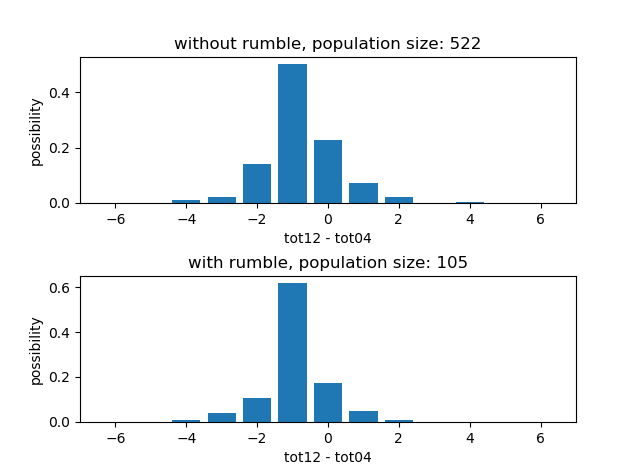 without rumble, population size: 522
possibility
0.4
0.2
0.0
−6 −4 −2 0 2 4 6
tot12 - tot04
with rumble, population size: 105
possibility
0.6
0.4
0.2
0.0
−6 −4 −2 0 2 4 6
tot12 - tot04